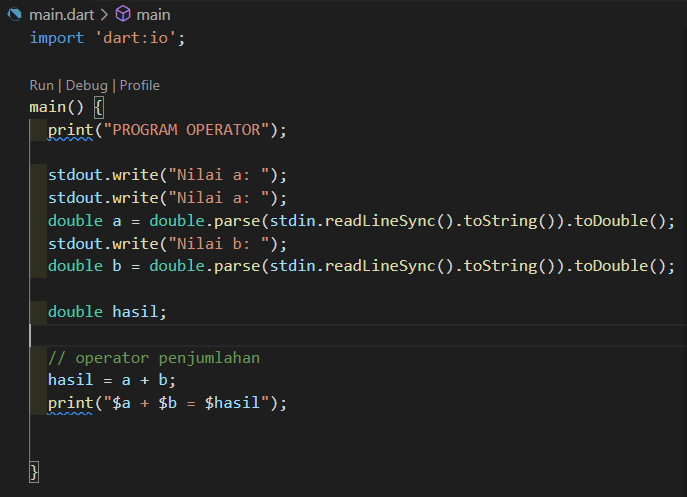 main.dart > main
import 'dart:io';
Run | Debug | Profile
main() {
print("PROGRAM OPERATOR");
stdout.write("Nilai a: ");
stdout.write("Nilai a: ");
double a = double.parse(stdin.readLineSync().toString()).toDouble();
stdout.write("Nilai b: ");
double b = double.parse(stdin.readLineSync().toString()).toDouble();
double hasil;
// operator penjumlahan
hasil = a + b;
print("$a + $b = $hasil");
}